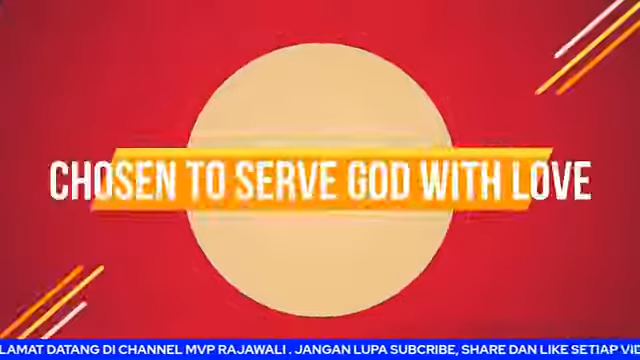 CHOSEN TO SERVE GOD WITH LOVE
LAMAT DATANG DI CHANNEL MVP RAJAWALI . JANGAN LUPA SUBCRIBE, SHARE DAN LIKE SETIAP VID